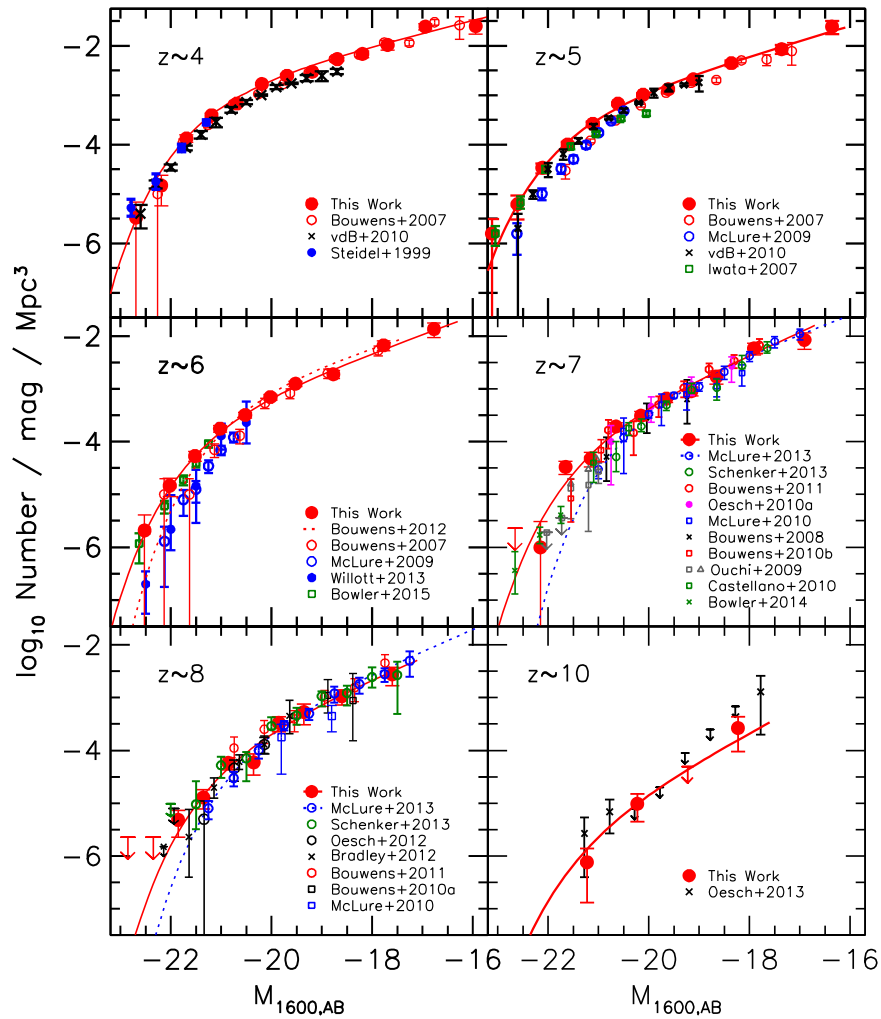 log₁₀ Number / mag / Mpc³
z~4
−2
−4
−6
This Work
Bouwens+2007
vdB+2010
Steidel+1999
z~5
This Work
Bouwens+2007
McLure+2009
vdB+2010
Iwata+2007
z~6
−2
−4
−6
This Work
Bouwens+2012
Bouwens+2007
McLure+2009
Willott+2013
Bowler+2015
z~7
This Work
McLure+2013
Schenker+2013
Bouwens+2011
Oesch+2010a
McLure+2010
Bouwens+2008
Bouwens+2010b
Ouchi+2009
Castellano+2010
Bowler+2014
z~8
−2
−4
−6
This Work
McLure+2013
Schenker+2013
Oesch+2012
Bradley+2012
Bouwens+2011
Bouwens+2010a
McLure+2010
z~10
This Work
Oesch+2013
−22 −20 −18 −16
−22 −20 −18 −16
M₁₆₀₀,AB
M₁₆₀₀,AB